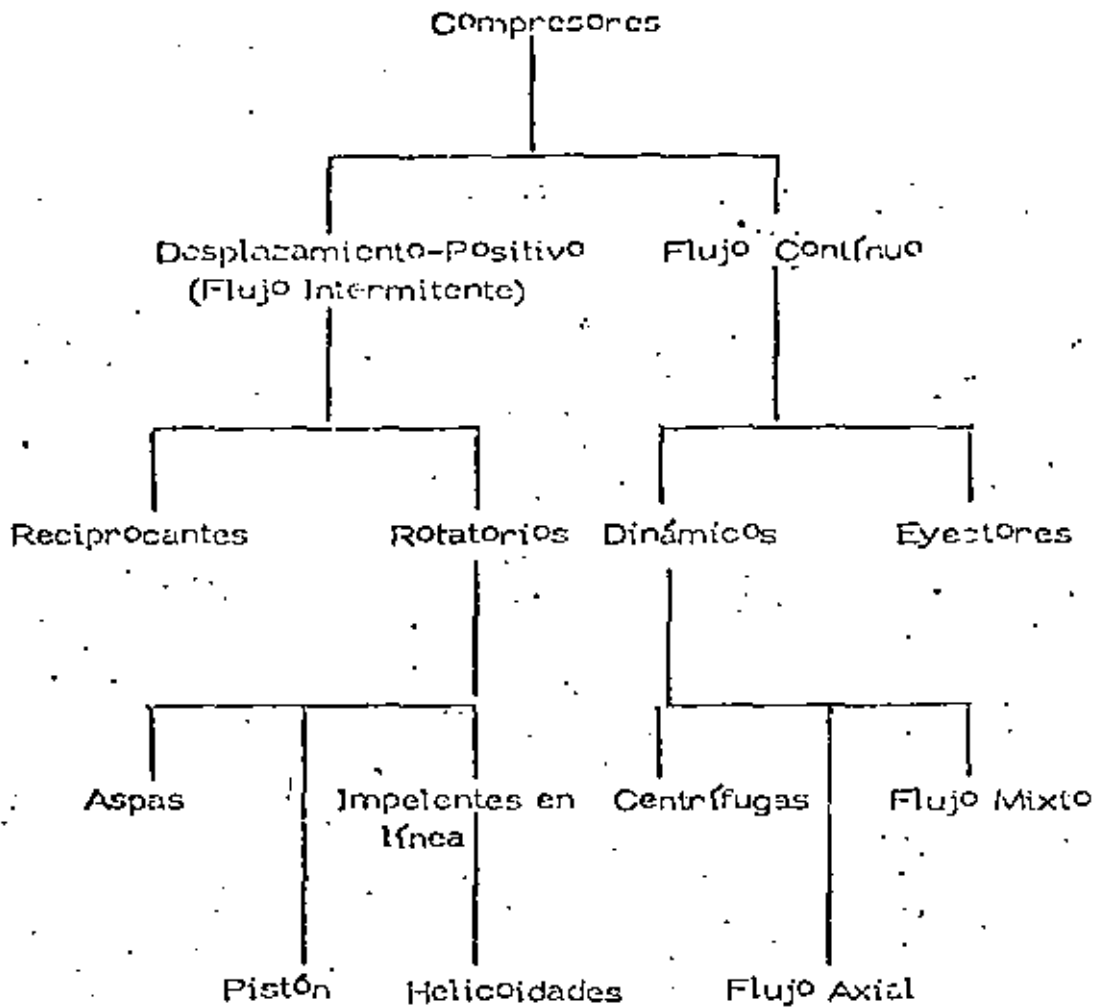 Compresores
Desplazamiento-Positivo
(Flujo Intermitente)
Flujo Contínuo
Reciprocantes
Rotatorios
Dinámicos
Eyectores
Aspas
Impelentes en
línea
Centrífugas
Flujo Mixto
Pistón
Helicoidades
Flujo Axial